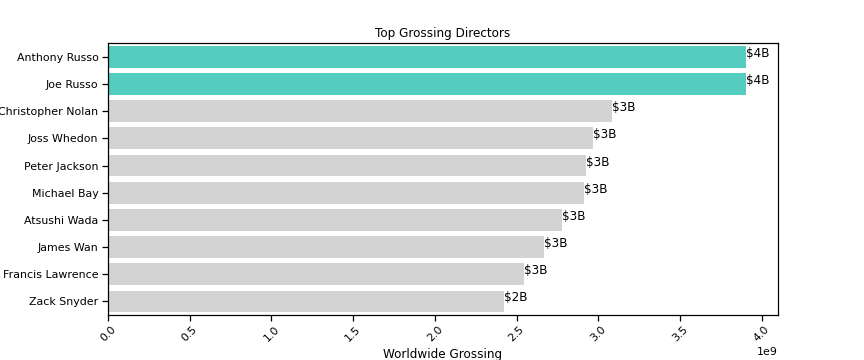 Top Grossing Directors
Anthony Russo $4B
Joe Russo $4B
Christopher Nolan $3B
Joss Whedon $3B
Peter Jackson $3B
Michael Bay $3B
Atsushi Wada $3B
James Wan $3B
Francis Lawrence $3B
Zack Snyder $2B
0.0 0.5 1.0 1.5 2.0 2.5 3.0 3.5 4.0
1e9
Worldwide Grossing